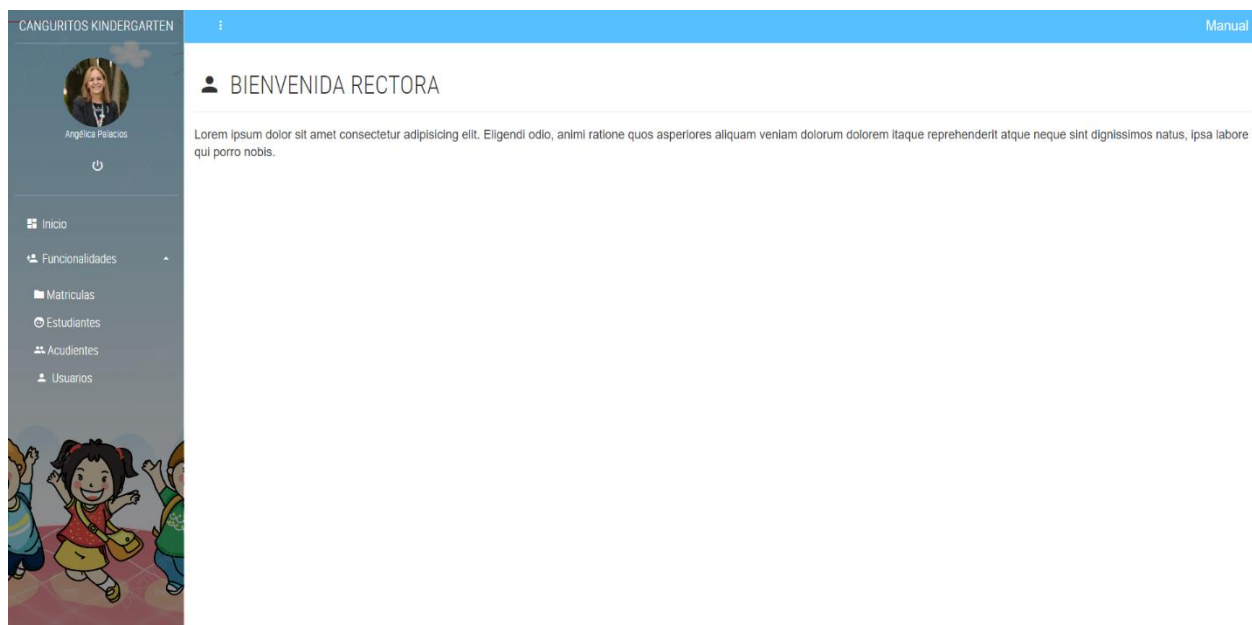 CANGURITOS KINDERGARTEN
Manual
Angélica Palacios
BIENVENIDA RECTORA
Lorem ipsum dolor sit amet consectetur adipisicing elit. Eligendi odio, animi ratione quos asperiores aliquam veniam dolorum dolorem itaque reprehenderit atque neque sint dignissimos natus, ipsa labore
qui porro nobis.
Inicio
Funcionalidades
Matriculas
Estudiantes
Acudientes
Usuarios